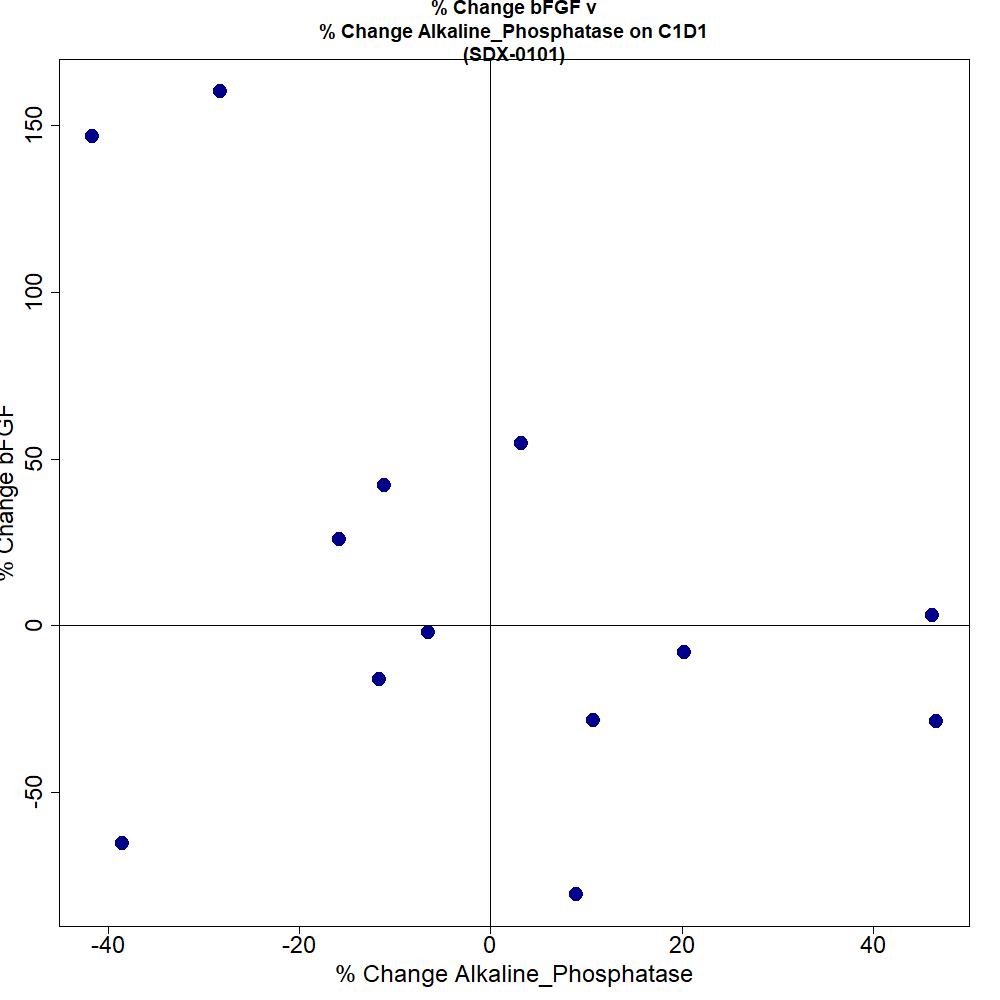 % Change bFGF v
% Change Alkaline_Phosphatase on C1D1
(SDX-0101)
150
100
50
0
-50
% Change bFGF
-40
-20
0
20
40
% Change Alkaline_Phosphatase